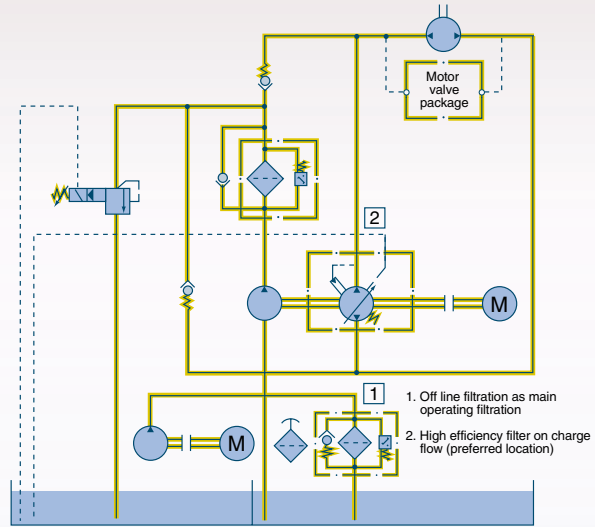 Motor
valve
package
2
M
1
M
1. Off line filtration as main
operating filtration
2. High efficiency filter on charge
flow (preferred location)